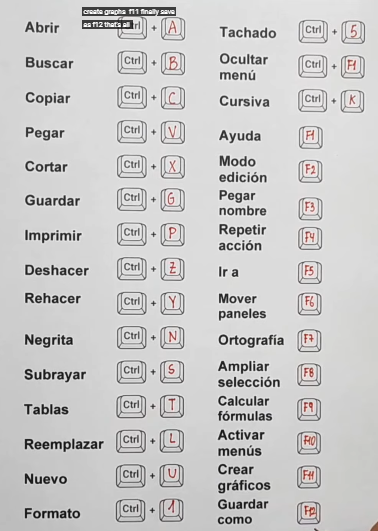 create graphs f11 finally save
as f12 that's all
Abrir Ctrl + A
Buscar Ctrl + B
Copiar Ctrl + C
Pegar Ctrl + V
Cortar Ctrl + X
Guardar Ctrl + G
Imprimir Ctrl + P
Deshacer Ctrl + Z
Rehacer Ctrl + Y
Negrita Ctrl + N
Subrayar Ctrl + S
Tablas Ctrl + T
Reemplazar Ctrl + L
Nuevo Ctrl + U
Formato Ctrl + 1
Tachado Ctrl + 5
Ocultar
menú Ctrl + F1
Cursiva Ctrl + K
Ayuda F1
Modo
edición F2
Pegar
nombre F3
Repetir
acción F4
Ir a F5
Mover
paneles F6
Ortografía F7
Ampliar
selección F8
Calcular
fórmulas F9
Activar
menús F10
Crear
gráficos F11
Guardar
como F12